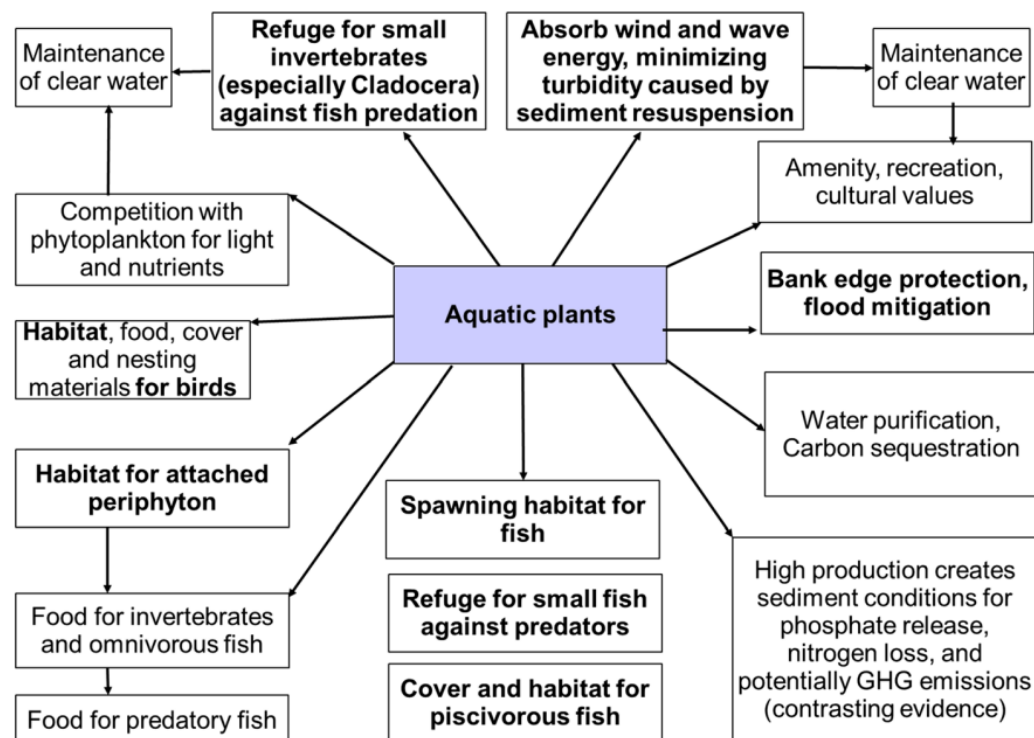 Maintenance
of clear water
Refuge for small
invertebrates
(especially Cladocera)
against fish predation
Absorb wind and wave
energy, minimizing
turbidity caused by
sediment resuspension
Maintenance
of clear water
Amenity, recreation,
cultural values
Competition with
phytoplankton for light
and nutrients
Aquatic plants
Bank edge protection,
flood mitigation
Habitat, food, cover
and nesting
materials for birds
Water purification,
Carbon sequestration
Habitat for attached
periphyton
Spawning habitat for
fish
High production creates
sediment conditions for
phosphate release,
nitrogen loss, and
potentially GHG emissions
(contrasting evidence)
Food for invertebrates
and omnivorous fish
Refuge for small fish
against predators
Food for predatory fish
Cover and habitat for
piscivorous fish